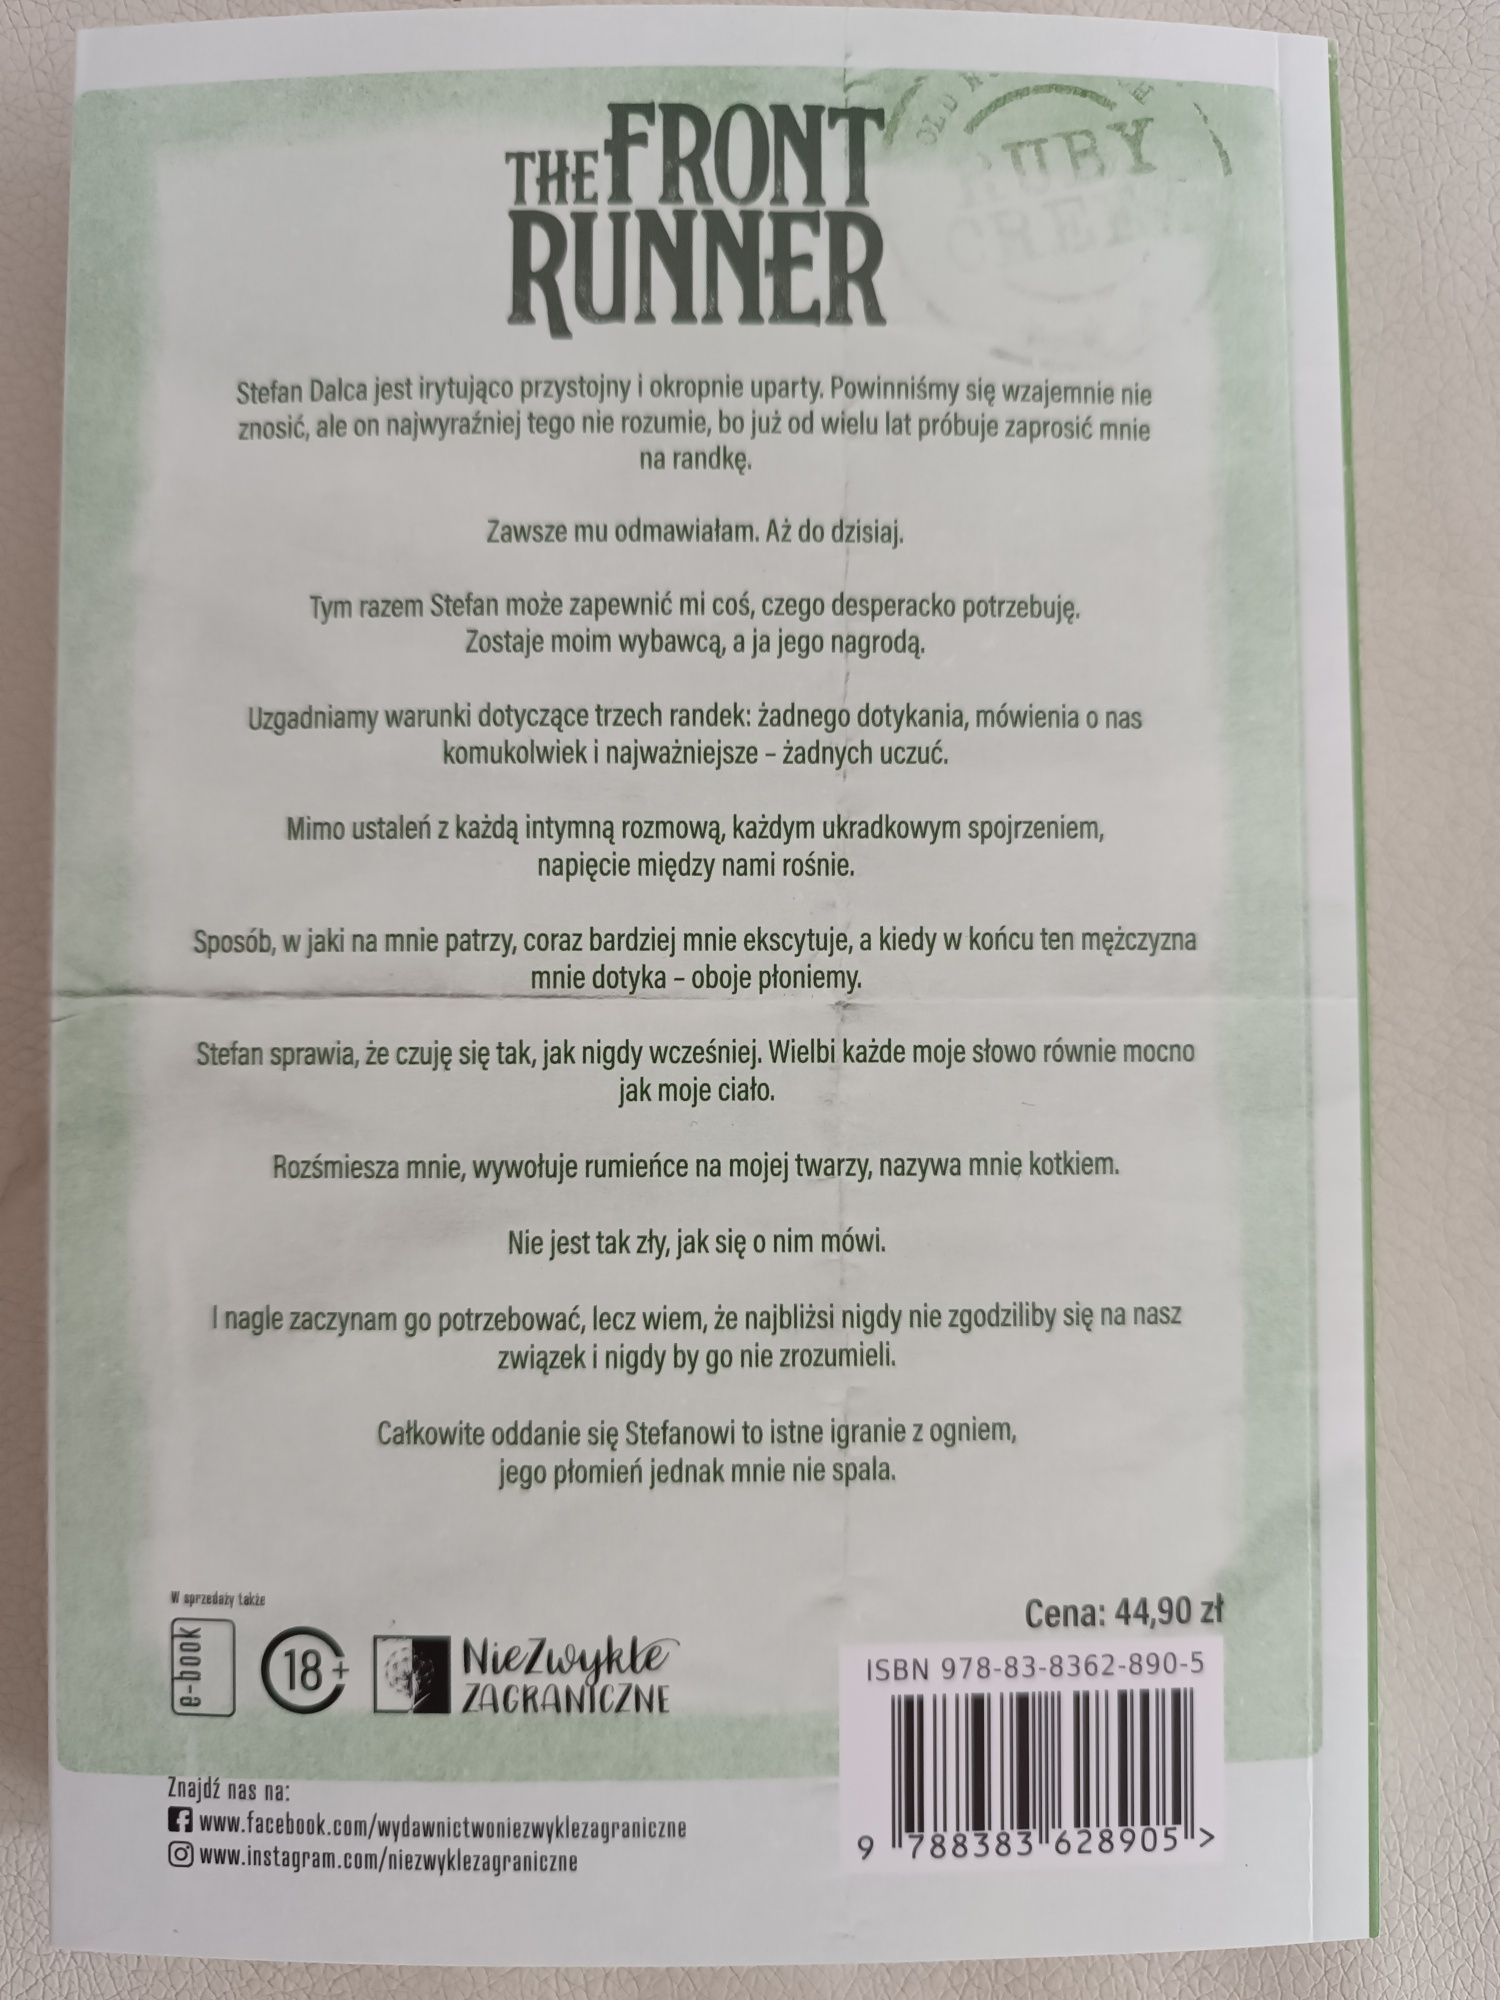 THE FRONT
RUNNER
OLD
RUBY
CREEK
Stefan Dalca jest irytująco przystojny i okropnie uparty. Powinniśmy się wzajemnie nie
znosić, ale on najwyraźniej tego nie rozumie, bo już od wielu lat próbuje zaprosić mnie
na randkę.
Zawsze mu odmawiałam. Aż do dzisiaj.
Tym razem Stefan może zapewnić mi coś, czego desperacko potrzebuję.
Zostaje moim wybawcą, a ja jego nagrodą.
Uzgadniamy warunki dotyczące trzech randek: żadnego dotykania, mówienia o nas
komukolwiek i najważniejsze – żadnych uczuć.
Mimo ustaleń z każdą intymną rozmową, każdym ukradkowym spojrzeniem,
napięcie między nami rośnie.
Sposób, w jaki na mnie patrzy, coraz bardziej mnie ekscytuje, a kiedy w końcu ten mężczyzna
mnie dotyka – oboje płoniemy.
Stefan sprawia, że czuję się tak, jak nigdy wcześniej. Wielbi każde moje słowo równie mocno
jak moje ciało.
Rozśmiesza mnie, wywołuje rumieńce na mojej twarzy, nazywa mnie kotkiem.
Nie jest tak zły, jak się o nim mówi.
I nagle zaczynam go potrzebować, lecz wiem, że najbliżsi nigdy nie zgodziliby się na nasz
związek i nigdy by go nie zrozumieli.
Całkowite oddanie się Stefanowi to istne igranie z ogniem,
jego płomień jednak mnie nie spala.
W sprzedaży także
e-book
18+
NieZwykłe
ZAGRANICZNE
Cena: 44,90 zł
ISBN 978-83-8362-890-5
9 788383 628905 >
Znajdź nas na:
www.facebook.com/wydawnictwoniezwyklezagraniczne
www.instagram.com/niezwyklezagraniczne